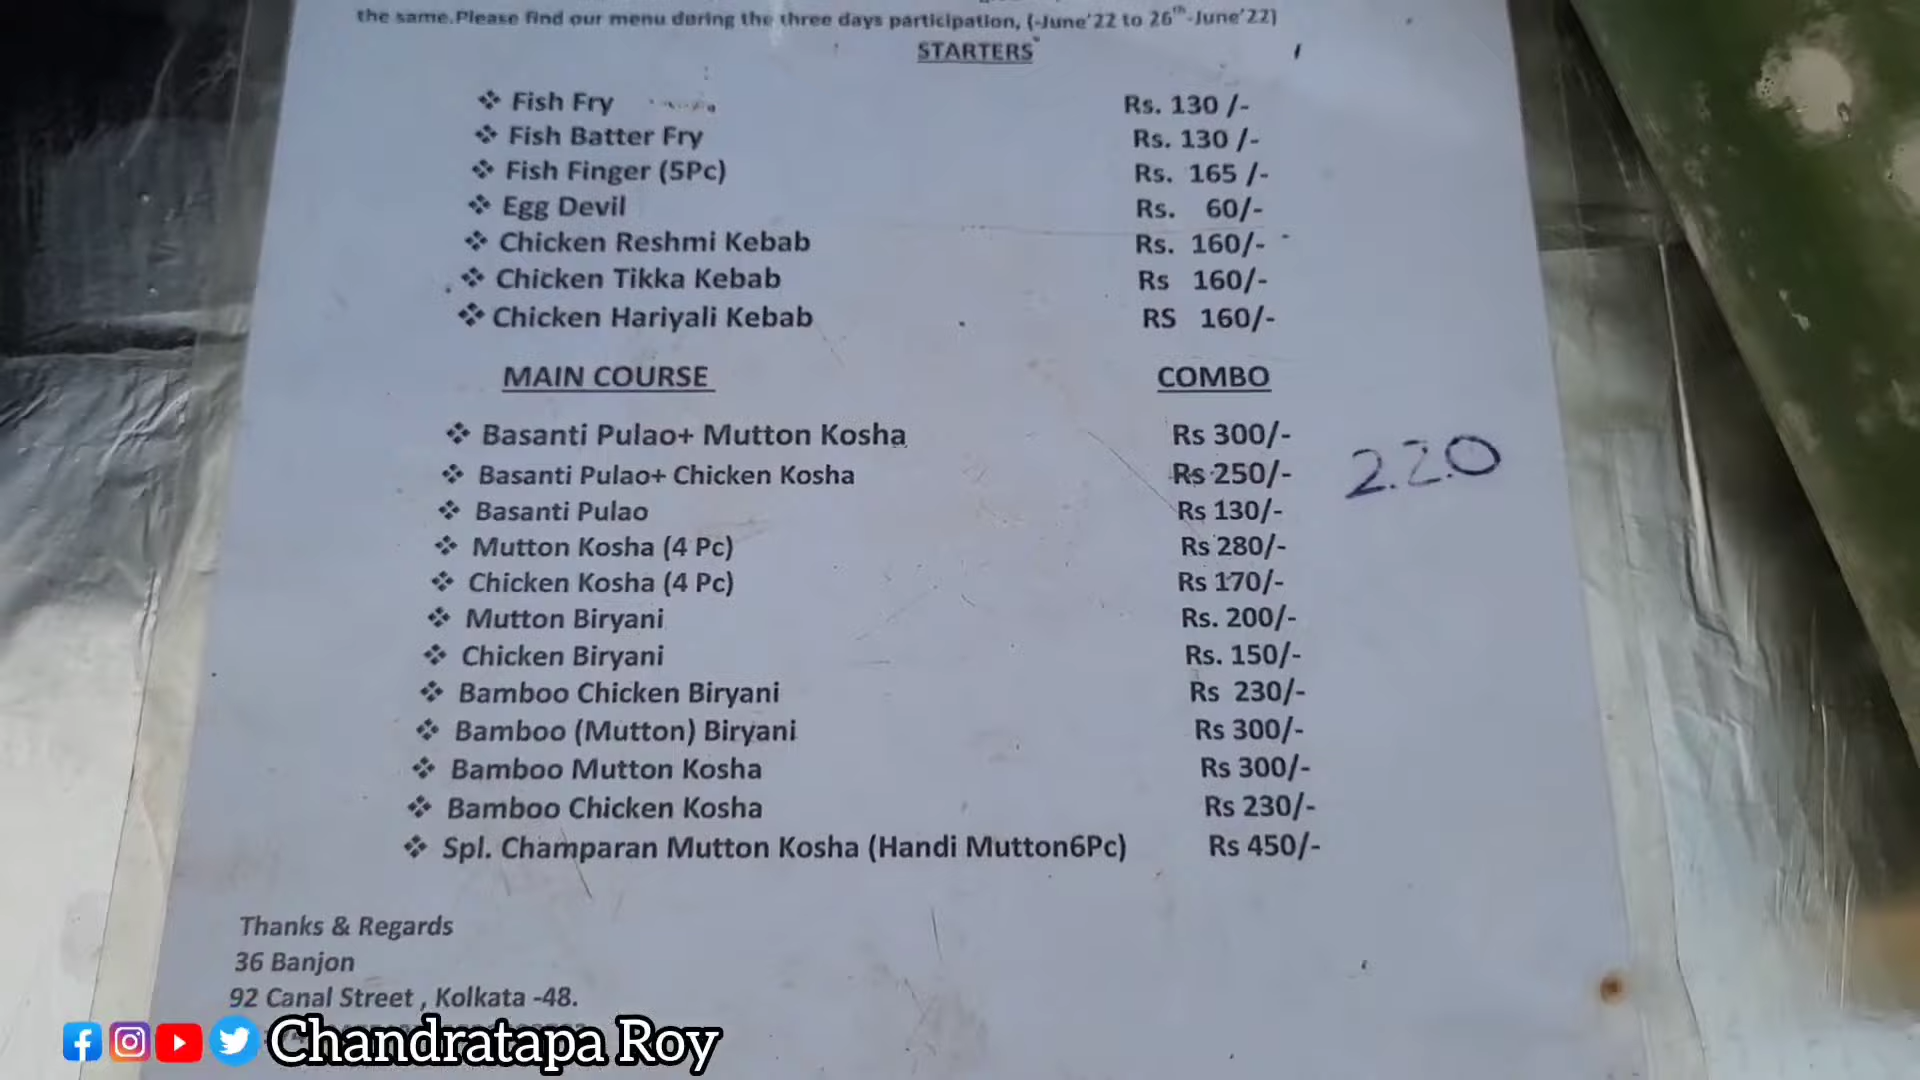 the same.Please find our menu during the three days participation, (-June'22 to 26th-June'22)
STARTERS
❖ Fish Fry Rs. 130 /-
❖ Fish Batter Fry Rs. 130 /-
❖ Fish Finger (5Pc) Rs. 165 /-
❖ Egg Devil Rs. 60/-
❖ Chicken Reshmi Kebab Rs. 160/-
❖ Chicken Tikka Kebab Rs 160/-
❖ Chicken Hariyali Kebab RS 160/-
MAIN COURSE COMBO
❖ Basanti Pulao+ Mutton Kosha Rs 300/-
❖ Basanti Pulao+ Chicken Kosha Rs 250/- 220
❖ Basanti Pulao Rs 130/-
❖ Mutton Kosha (4 Pc) Rs 280/-
❖ Chicken Kosha (4 Pc) Rs 170/-
❖ Mutton Biryani Rs. 200/-
❖ Chicken Biryani Rs. 150/-
❖ Bamboo Chicken Biryani Rs 230/-
❖ Bamboo (Mutton) Biryani Rs 300/-
❖ Bamboo Mutton Kosha Rs 300/-
❖ Bamboo Chicken Kosha Rs 230/-
❖ Spl. Champaran Mutton Kosha (Handi Mutton6Pc) Rs 450/-
Thanks & Regards
36 Banjon
92 Canal Street , Kolkata -48.
Chandratapa Roy